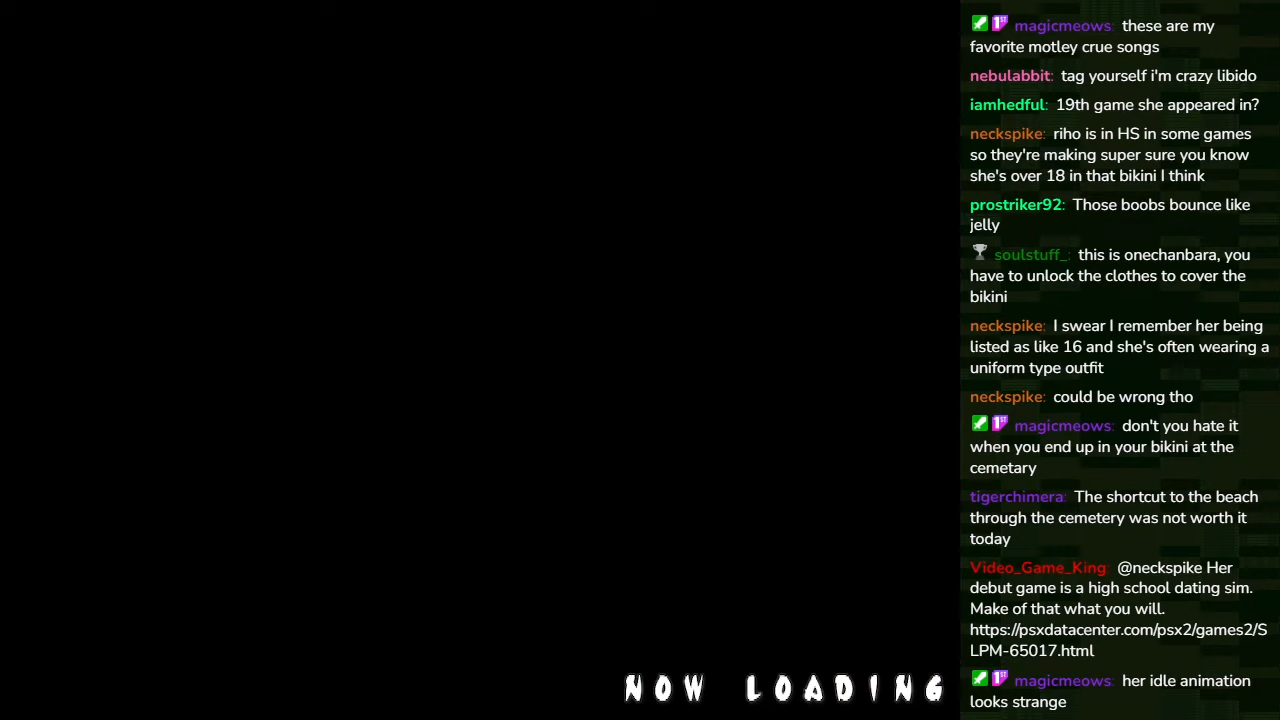 magicmeows: these are my
favorite motley crue songs
nebulabbit: tag yourself i'm crazy libido
iamhedful: 19th game she appeared in?
neckspike: riho is in HS in some games
so they're making super sure you know
she's over 18 in that bikini I think
prostriker92: Those boobs bounce like
jelly
soulstuff_: this is onechanbara, you
have to unlock the clothes to cover the
bikini
neckspike: I swear I remember her being
listed as like 16 and she's often wearing a
uniform type outfit
neckspike: could be wrong tho
magicmeows: don't you hate it
when you end up in your bikini at the
cemetary
tigerchimera: The shortcut to the beach
through the cemetery was not worth it
today
Video_Game_King: @neckspike Her
debut game is a high school dating sim.
Make of that what you will.
https://psxdatacenter.com/psx2/games2/S
LPM-65017.html
magicmeows: her idle animation
looks strange
NOW LOADING